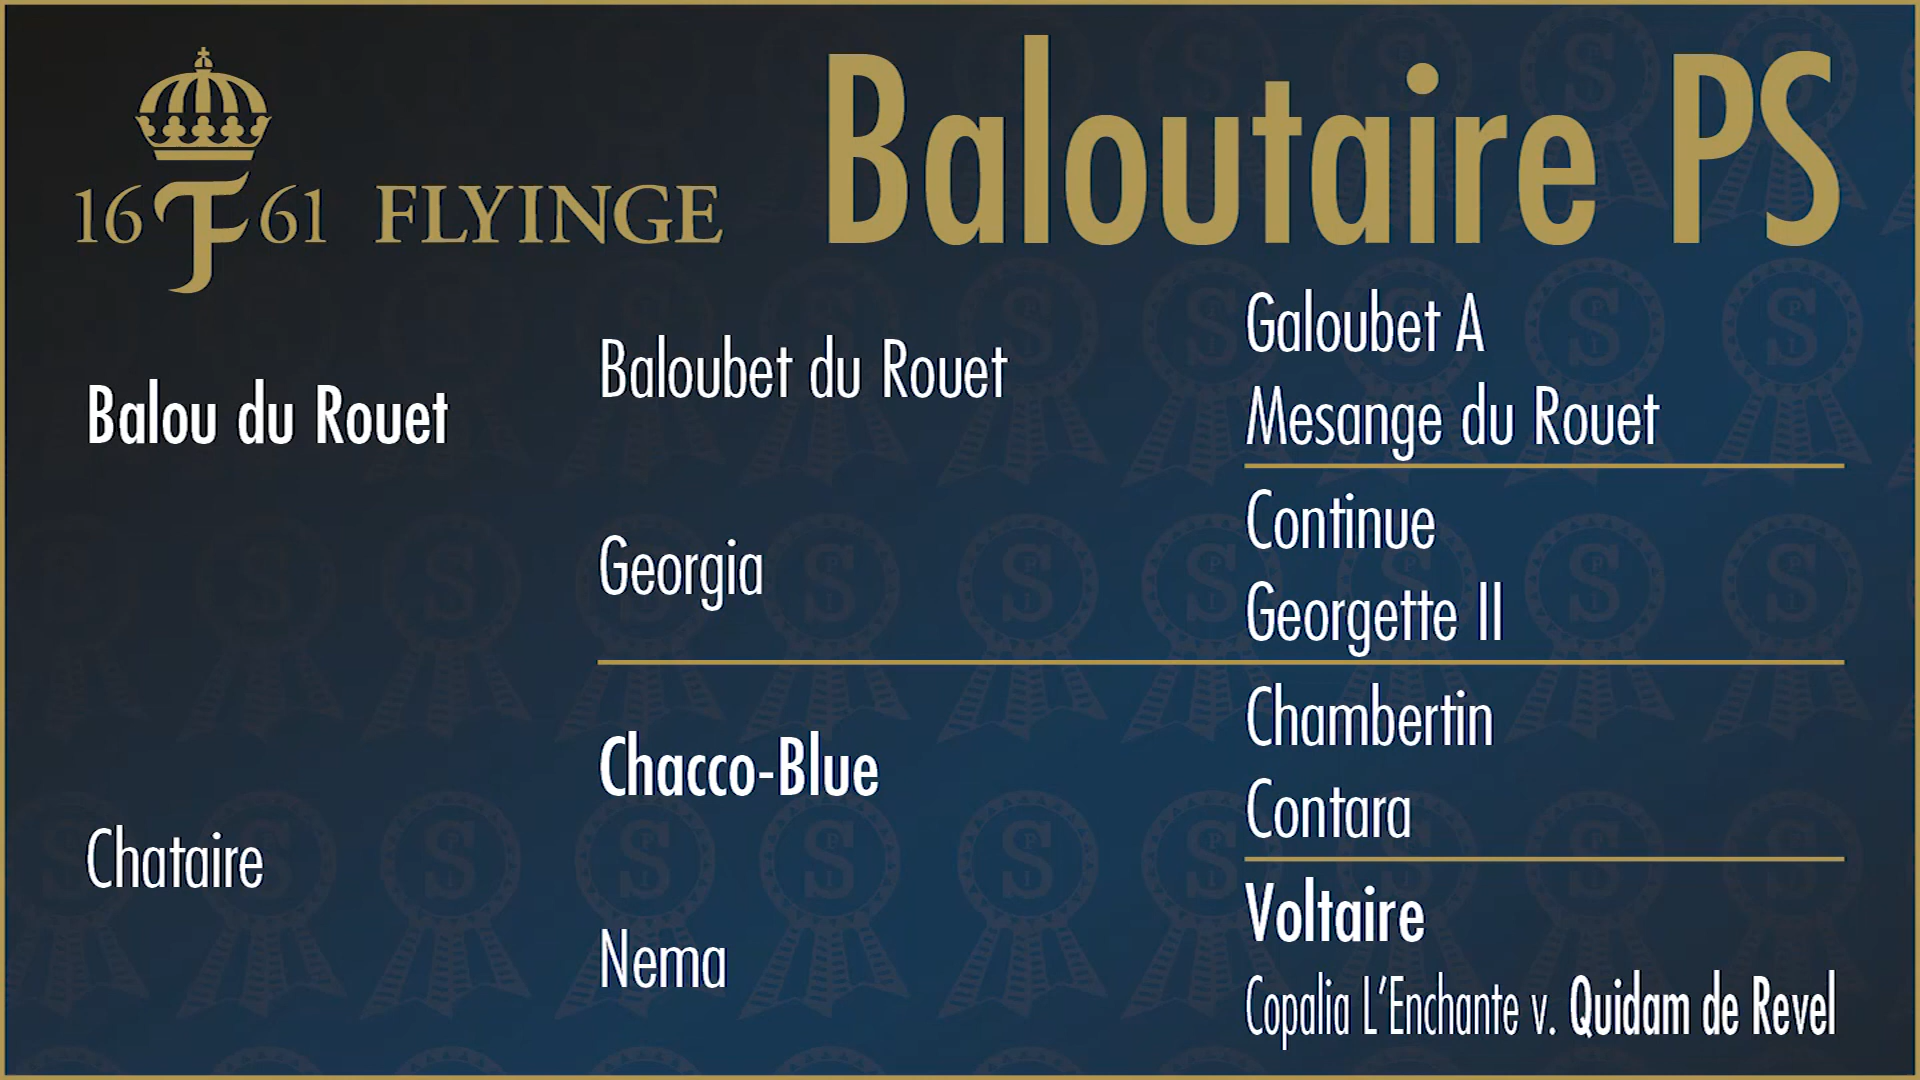 1661 FLYINGE
Baloutaire PS
Balou du Rouet
Baloubet du Rouet
Galoubet A
Mesange du Rouet
Georgia
Continue
Georgette II
Chataire
Chacco-Blue
Chambertin
Contara
Nema
Voltaire
Copalia L'Enchante v. Quidam de Revel